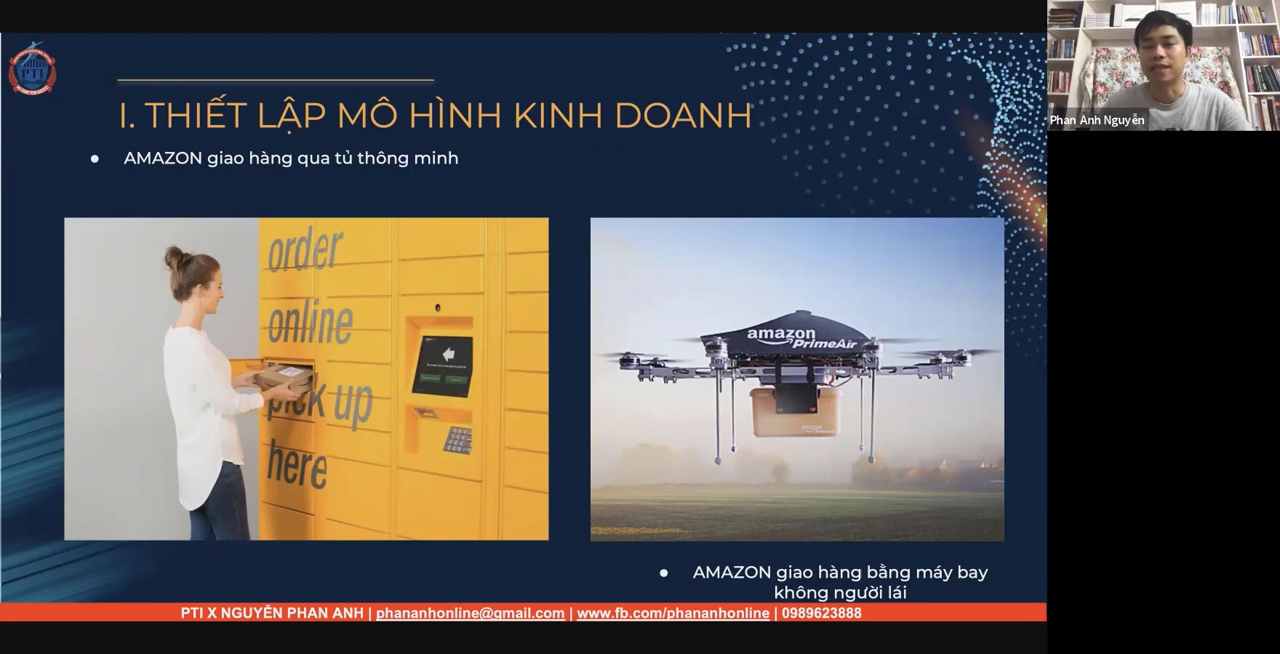 PTI
I. THIẾT LẬP MÔ HÌNH KINH DOANH
AMAZON giao hàng qua tủ thông minh
order
online
pick up
here
amazon
PrimeAir
AMAZON giao hàng bằng máy bay
không người lái
PTI X NGUYỄN PHAN ANH | phananhonline@gmail.com | www.fb.com/phananhonline | 0989623888
Phan Anh Nguyễn